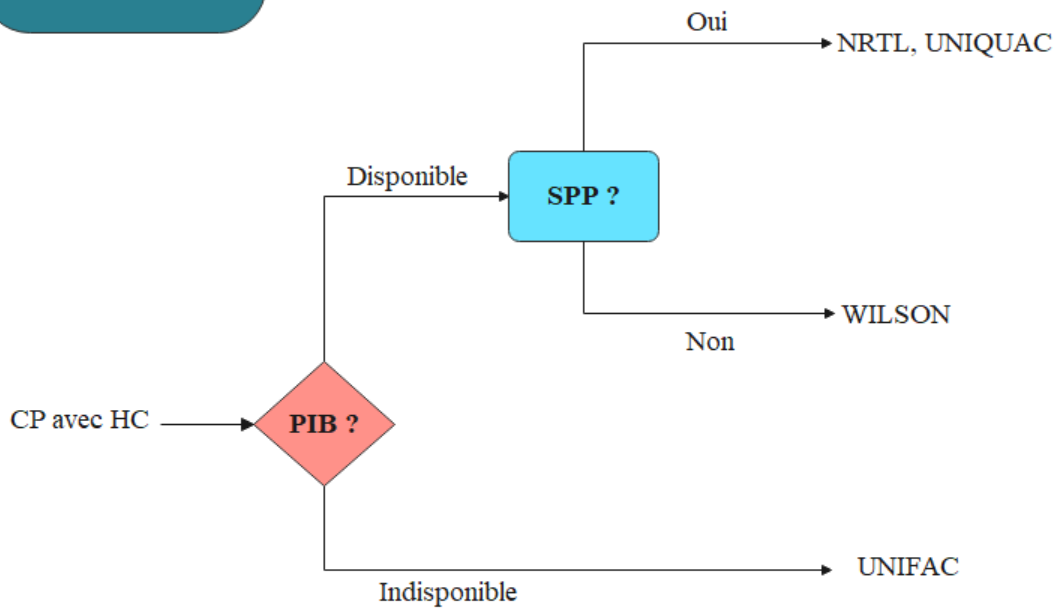 Oui
NRTL, UNIQUAC
Disponible
SPP ?
WILSON
Non
CP avec HC
PIB ?
UNIFAC
Indisponible